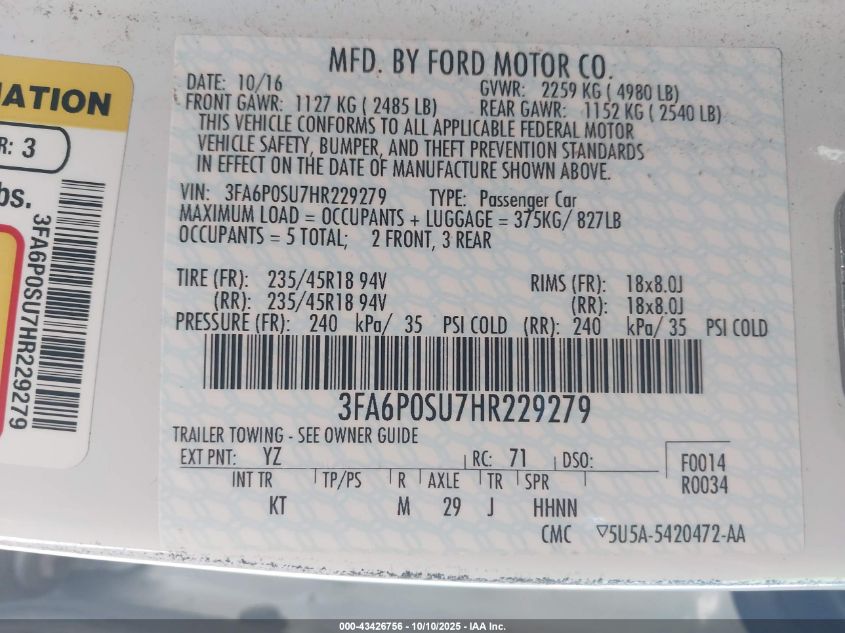 MATION
R: 3
bs.
3FA6P0SU7HR229279
MFD. BY FORD MOTOR CO.
DATE: 10/16 GVWR: 2259 KG ( 4980 LB)
FRONT GAWR: 1127 KG ( 2485 LB) REAR GAWR: 1152 KG ( 2540 LB)
THIS VEHICLE CONFORMS TO ALL APPLICABLE FEDERAL MOTOR
VEHICLE SAFETY, BUMPER, AND THEFT PREVENTION STANDARDS
IN EFFECT ON THE DATE OF MANUFACTURE SHOWN ABOVE.
VIN: 3FA6P0SU7HR229279 TYPE: Passenger Car
MAXIMUM LOAD = OCCUPANTS + LUGGAGE = 375KG/ 827LB
OCCUPANTS = 5 TOTAL; 2 FRONT, 3 REAR
TIRE (FR): 235/45R18 94V RIMS (FR): 18x8.0J
(RR): 235/45R18 94V (RR): 18x8.0J
PRESSURE (FR): 240 kPa/ 35 PSI COLD (RR): 240 kPa/ 35 PSI COLD
3FA6P0SU7HR229279
TRAILER TOWING - SEE OWNER GUIDE
EXT PNT: YZ RC: 71 DSO: F0014
INT TR TP/PS R AXLE TR SPR R0034
KT M 29 J HHNN
CMC ▽5U5A-5420472-AA
000-43426756 - 10/10/2025 - IAA Inc.